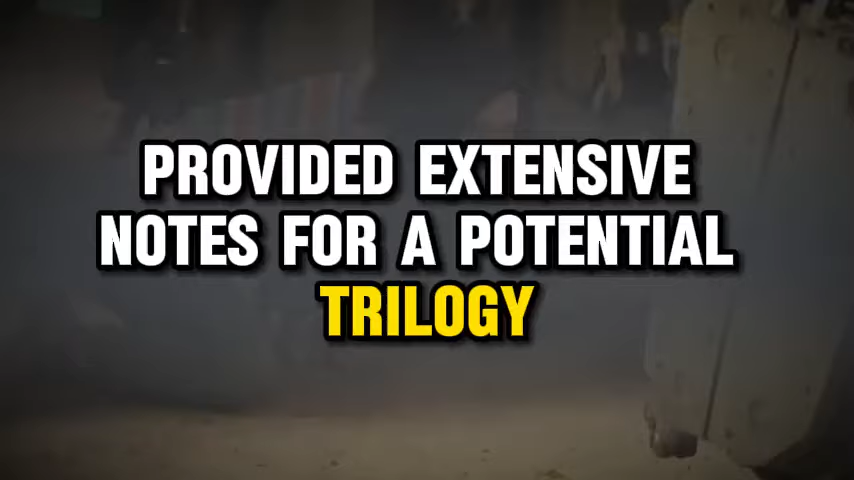 PROVIDED EXTENSIVE
NOTES FOR A POTENTIAL
TRILOGY